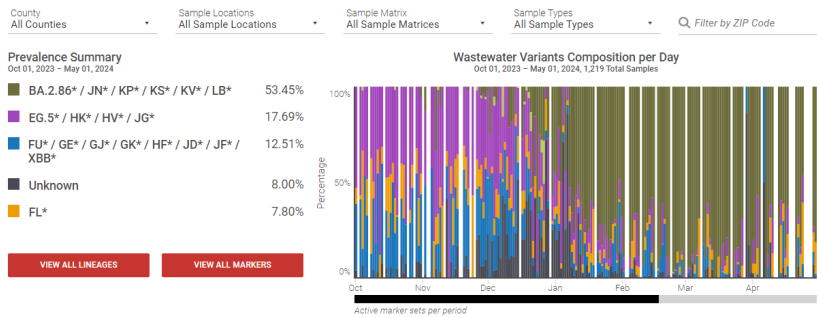 County
All Counties
Sample Locations
All Sample Locations
Sample Matrix
All Sample Matrices
Sample Types
All Sample Types
Filter by ZIP Code
Prevalence Summary
Oct 01, 2023 – May 01, 2024
BA.2.86* / JN* / KP* / KS* / KV* / LB* 53.45%
EG.5* / HK* / HV* / JG* 17.69%
FU* / GE* / GJ* / GK* / HF* / JD* / JF* / 12.51%
XBB*
Unknown 8.00%
FL* 7.80%
VIEW ALL LINEAGES
VIEW ALL MARKERS
Wastewater Variants Composition per Day
Oct 01, 2023 – May 01, 2024, 1,219 Total Samples
Percentage
100%
50%
0%
Oct Nov Dec Jan Feb Mar Apr
Active marker sets per period